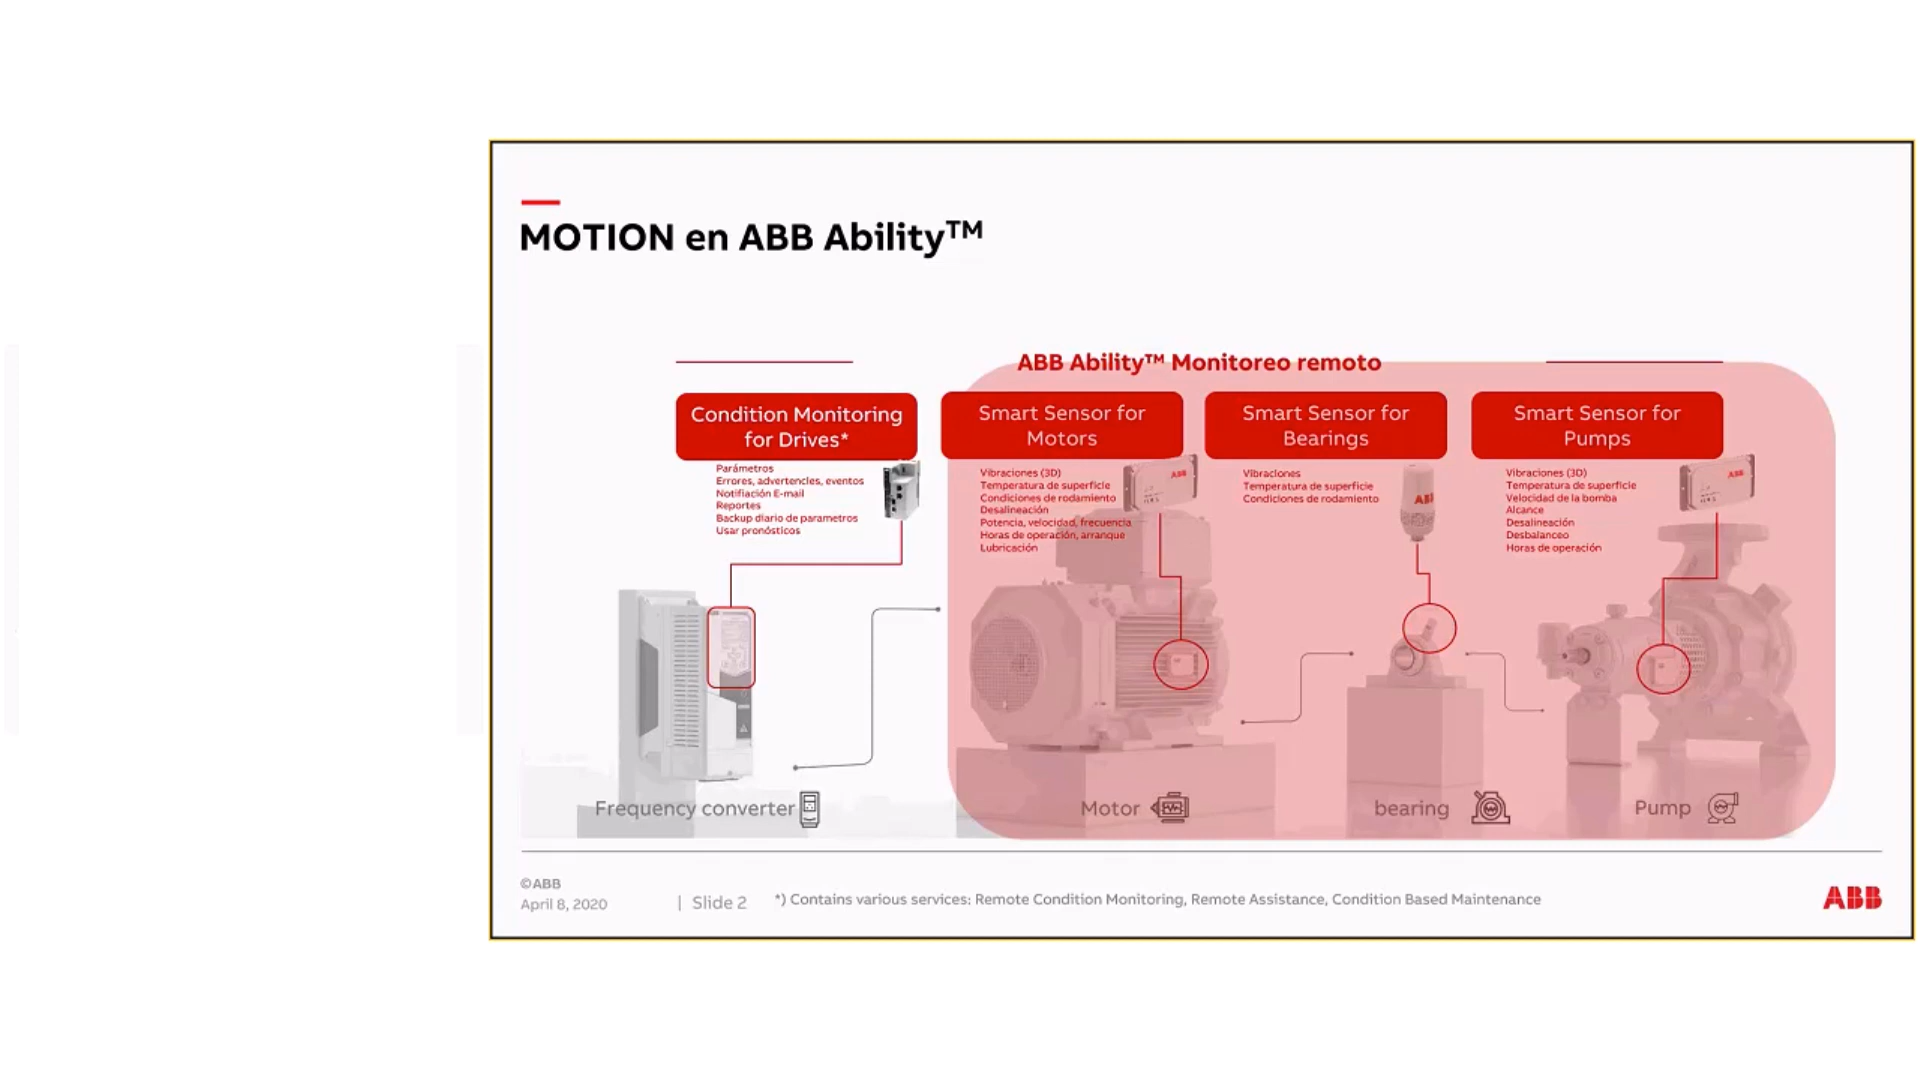 MOTION en ABB Ability™
ABB Ability™ Monitoreo remoto
Condition Monitoring
for Drives*
Parámetros
Errores, advertencles, eventos
Notifiación E-mail
Reportes
Backup diario de parametros
Usar pronósticos
Smart Sensor for
Motors
Vibraciones (3D)
Temperatura de superficie
Condiciones de rodamiento
Desalineación
Potencia, velocidad, frecuencia
Horas de operación, arranque
Lubricación
ABB
Smart Sensor for
Bearings
Vibraciones
Temperatura de superficie
Condiciones de rodamiento
ABB
Smart Sensor for
Pumps
Vibraciones (3D)
Temperatura de superficie
Velocidad de la bomba
Alcance
Desalineación
Desbalanceo
Horas de operación
ABB
Frequency converter
Motor
bearing
Pump
©ABB
April 8, 2020
| Slide 2
*) Contains various services: Remote Condition Monitoring, Remote Assistance, Condition Based Maintenance
ABB